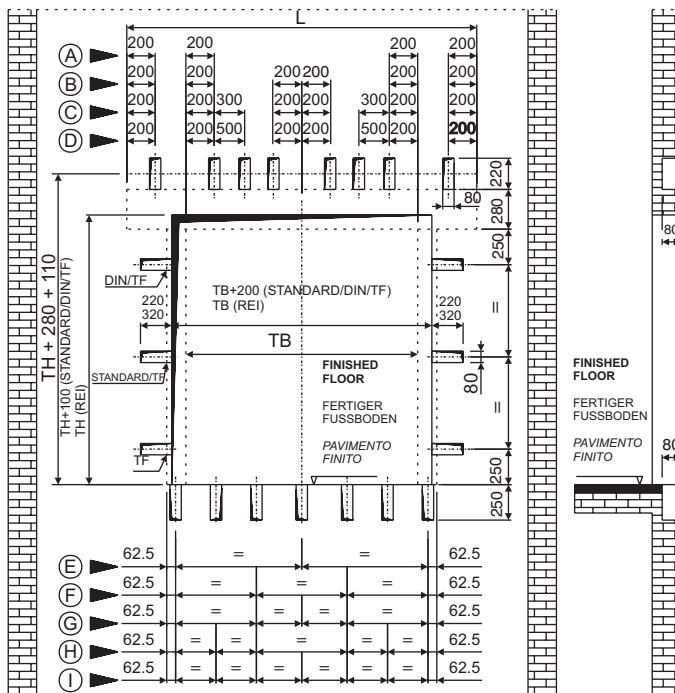 L
A 200 200 200 200
B 200 200 200 200 200 200
C 200 200 300 200 200 300 200 200
D 200 200 500 200 200 500 200 200
220
80
280
80
250
DIN/TF
TB+200 (STANDARD/DIN/TF)
TB (REI)
220
320
220
320
=
TH + 280 + 110
TH+100 (STANDARD/DIN/TF)
TH (REI)
TB
STANDARD/TF
80
=
FINISHED
FLOOR
FERTIGER
FUSSBODEN
PAVIMENTO
FINITO
FINISHED
FLOOR
FERTIGER
FUSSBODEN
PAVIMENTO
FINITO
TF
250
80
250
E 62.5 = = 62.5
F 62.5 = = = 62.5
G 62.5 = = = = 62.5
H 62.5 = = = = = 62.5
I 62.5 = = = = = = 62.5